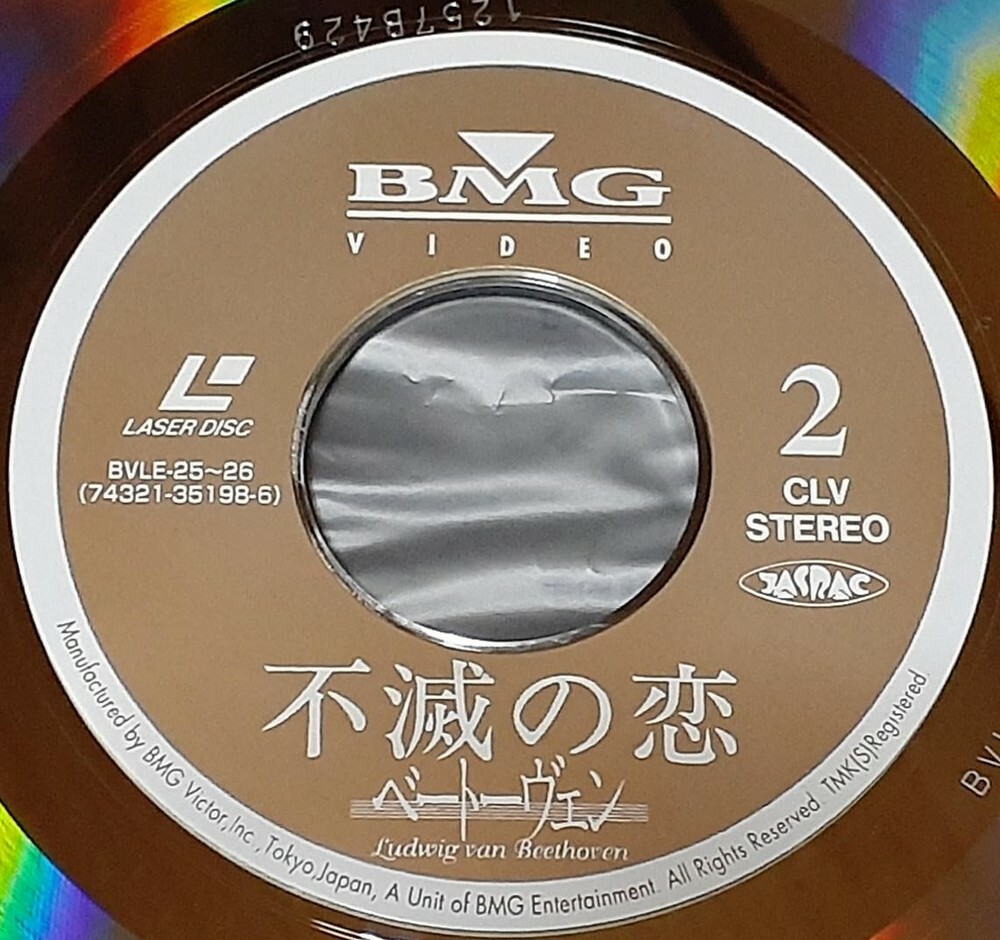 1257B429
BMG
VIDEO
LASER DISC
BVLE-25~26
(74321-35198-6)
2
CLV
STEREO
JASRAC
不滅の恋
ベートーヴェン
Ludwig van Beethoven
Manufactured by BMG Victor,Inc.,Tokyo Japan, A Unit of BMG Entertainment. All Rights Reserved. TMK(S)Registered